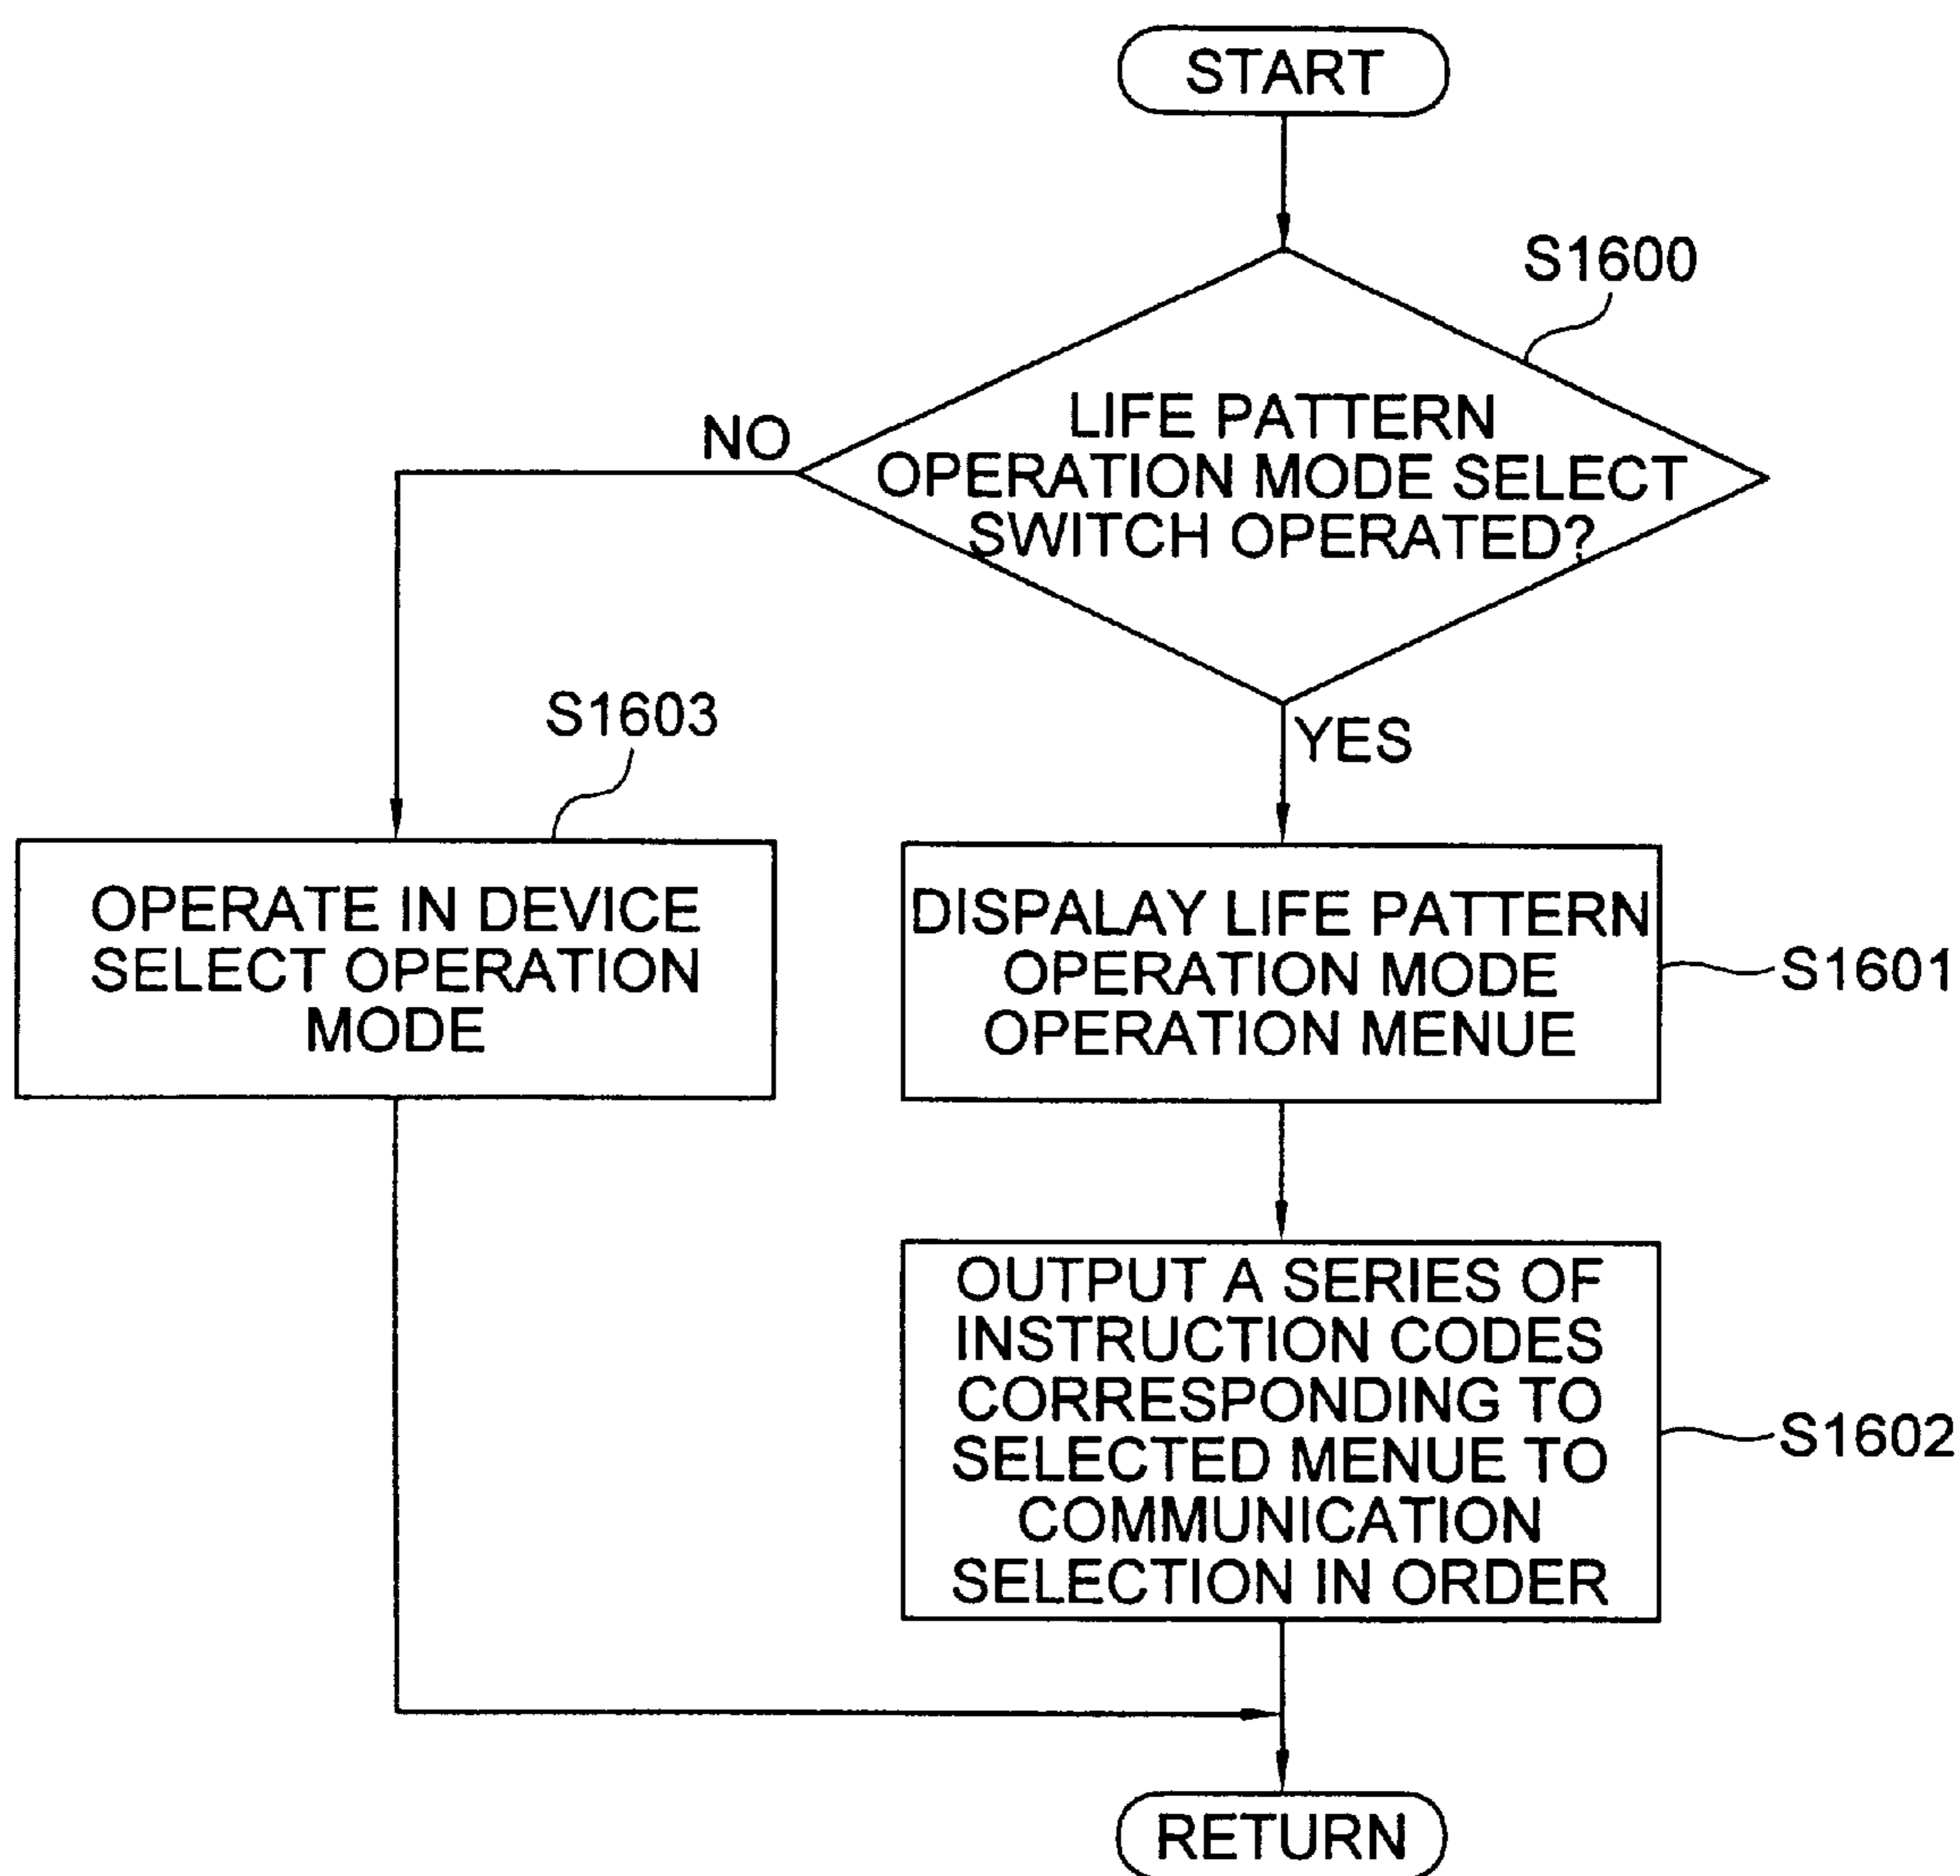 START
S1600
LIFE PATTERN
OPERATION MODE SELECT
SWITCH OPERATED?
NO
YES
S1603
OPERATE IN DEVICE
SELECT OPERATION
MODE
DISPALAY LIFE PATTERN
OPERATION MODE
OPERATION MENUE
S1601
OUTPUT A SERIES OF
INSTRUCTION CODES
CORRESPONDING TO
SELECTED MENUE TO
COMMUNICATION
SELECTION IN ORDER
S1602
RETURN